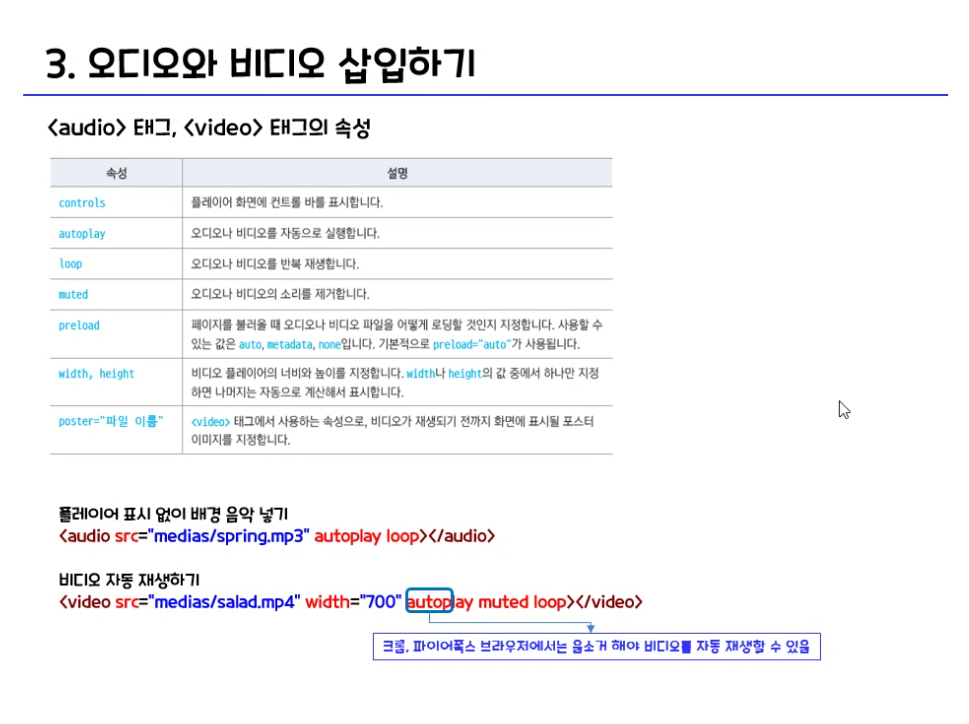 3. 오디오와 비디오 삽입하기
<audio> 태그, <video> 태그의 속성
속성 설명
controls 플레이어 화면에 컨트롤 바를 표시합니다.
autoplay 오디오나 비디오를 자동으로 실행합니다.
loop 오디오나 비디오를 반복 재생합니다.
muted 오디오나 비디오의 소리를 제거합니다.
preload 페이지를 불러올 때 오디오나 비디오 파일을 어떻게 로딩할 것인지 지정합니다. 사용할 수
있는 값은 auto, metadata, none입니다. 기본적으로 preload="auto"가 사용됩니다.
width, height 비디오 플레이어의 너비와 높이를 지정합니다. width나 height의 값 중에서 하나만 지정
하면 나머지는 자동으로 계산해서 표시합니다.
poster="파일 이름" <video> 태그에서 사용하는 속성으로, 비디오가 재생되기 전까지 화면에 표시될 포스터
이미지를 지정합니다.
플레이어 표시 없이 배경 음악 넣기
<audio src="medias/spring.mp3" autoplay loop></audio>
비디오 자동 재생하기
<video src="medias/salad.mp4" width="700" autoplay muted loop></video>
크롬, 파이어폭스 브라우저에서는 음소거 해야 비디오를 자동 재생할 수 있음